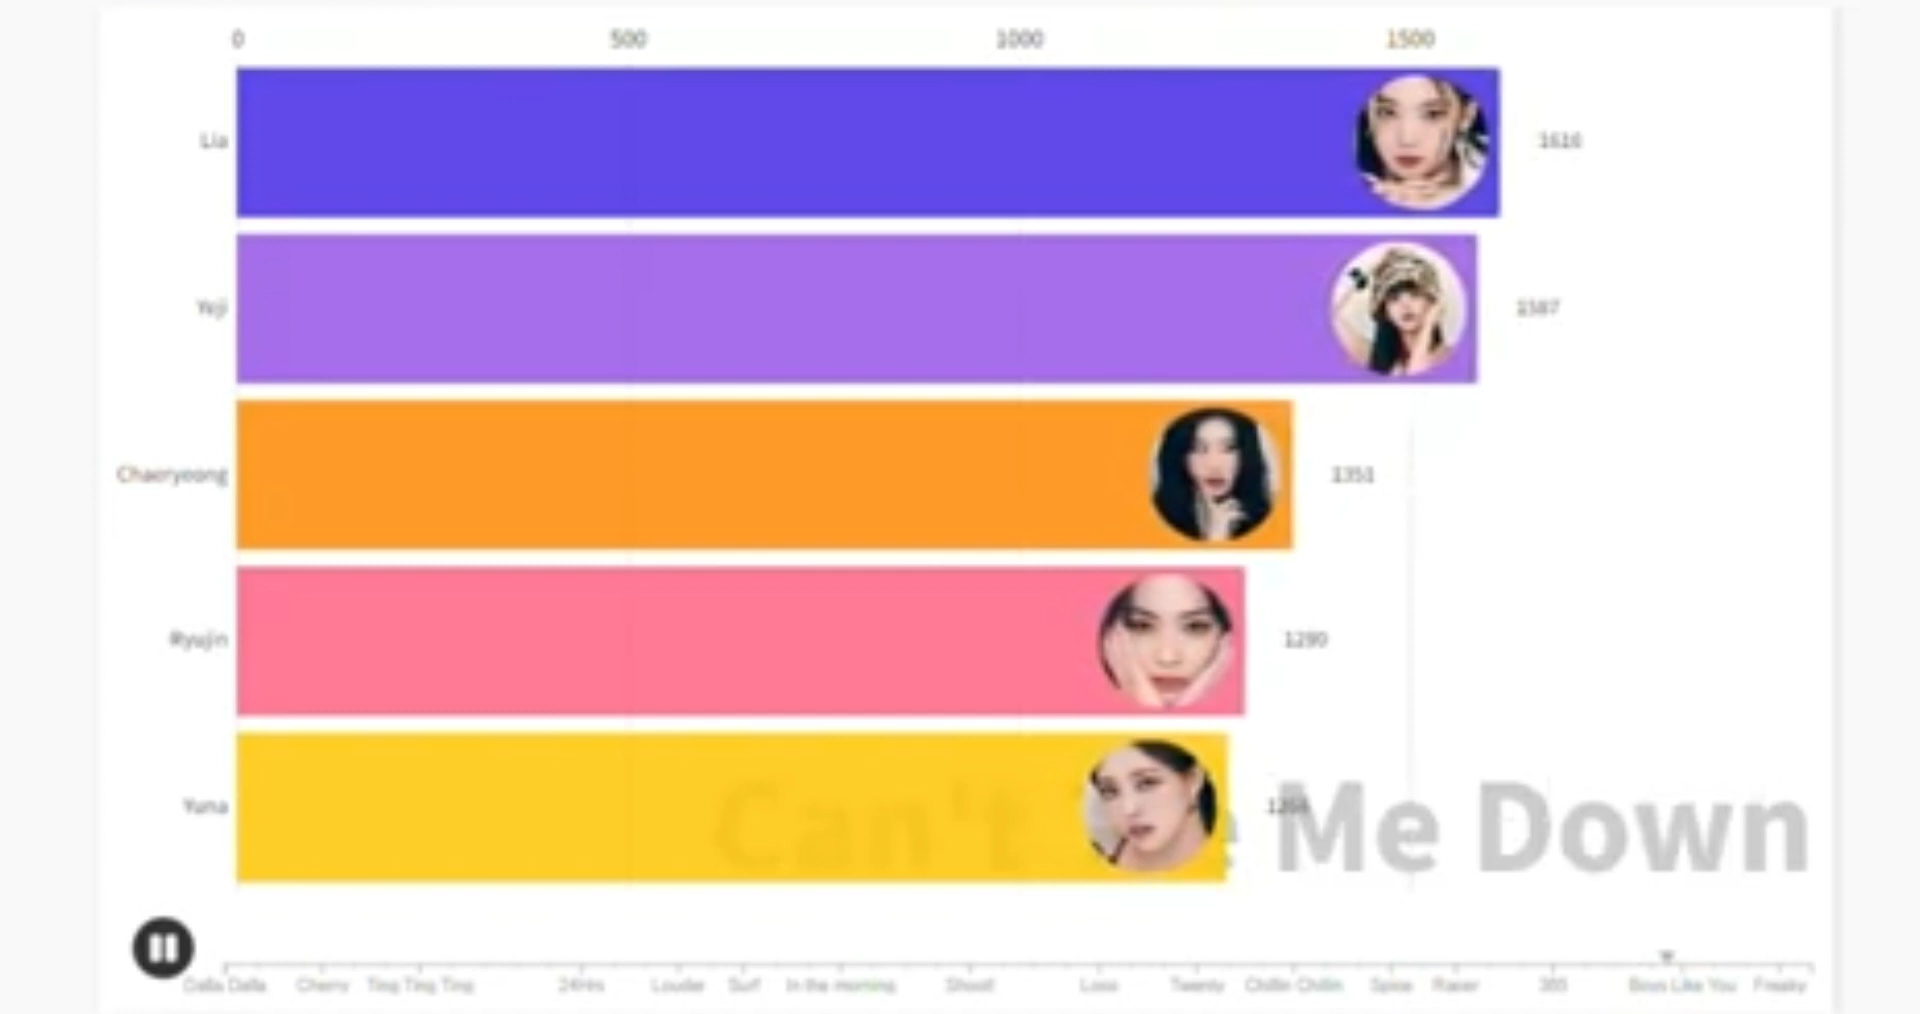 0 500 1000 1500
Lia 1616
Yeji 1587
Chaeryeong 1351
Ryujin 1290
Yuna
Can't Me Down
Dalla Dalla Cherry Ting Ting Ting 24Hrs Louder Surf In the morning Shoot! Loco Twenty Chillin Chillin Spice Racer 365 Boys Like You Freaky